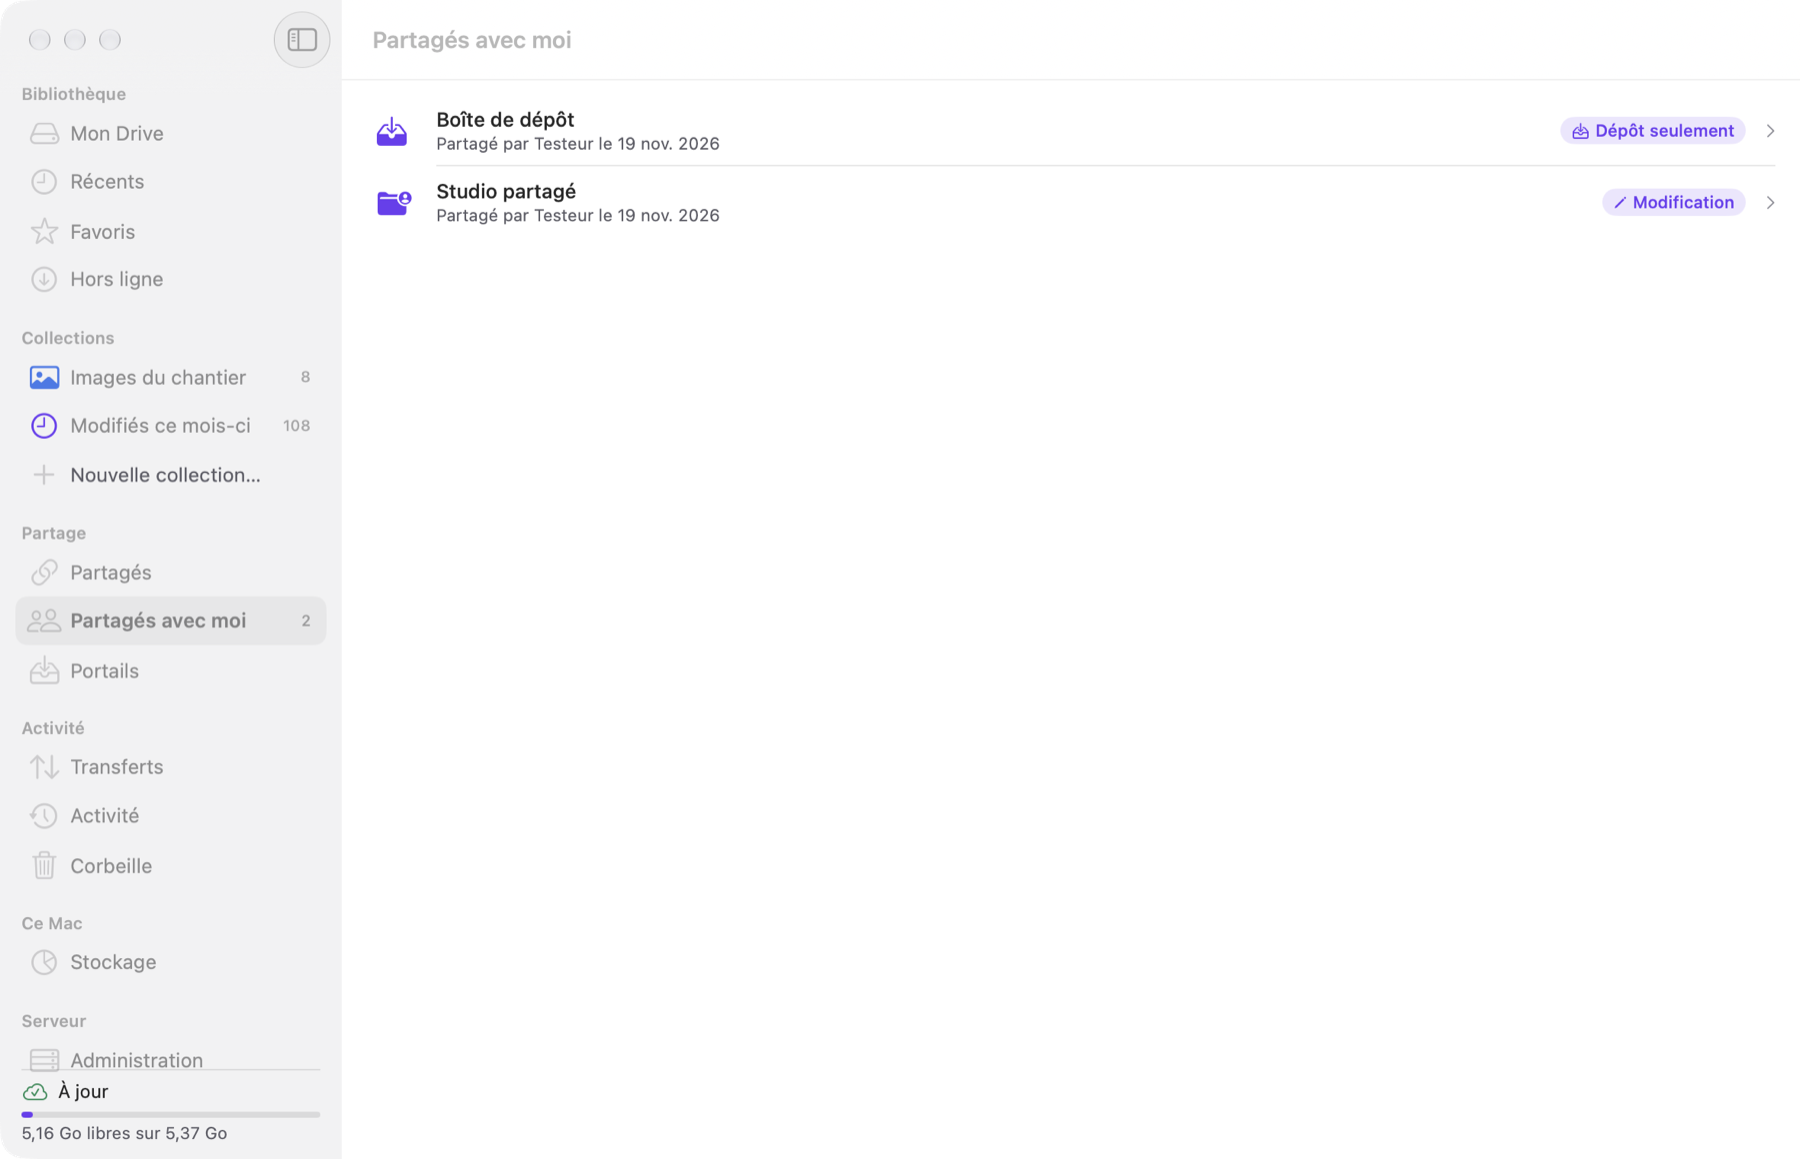 Partagés avec moi
Bibliothèque
Mon Drive
Récents
Favoris
Hors ligne
Collections
Images du chantier 8
Modifiés ce mois-ci 108
Nouvelle collection...
Partage
Partagés
Partagés avec moi 2
Portails
Activité
Transferts
Activité
Corbeille
Ce Mac
Stockage
Serveur
Administration
À jour
5,16 Go libres sur 5,37 Go
Boîte de dépôt
Partagé par Testeur le 19 nov. 2026
Dépôt seulement
Studio partagé
Partagé par Testeur le 19 nov. 2026
Modification